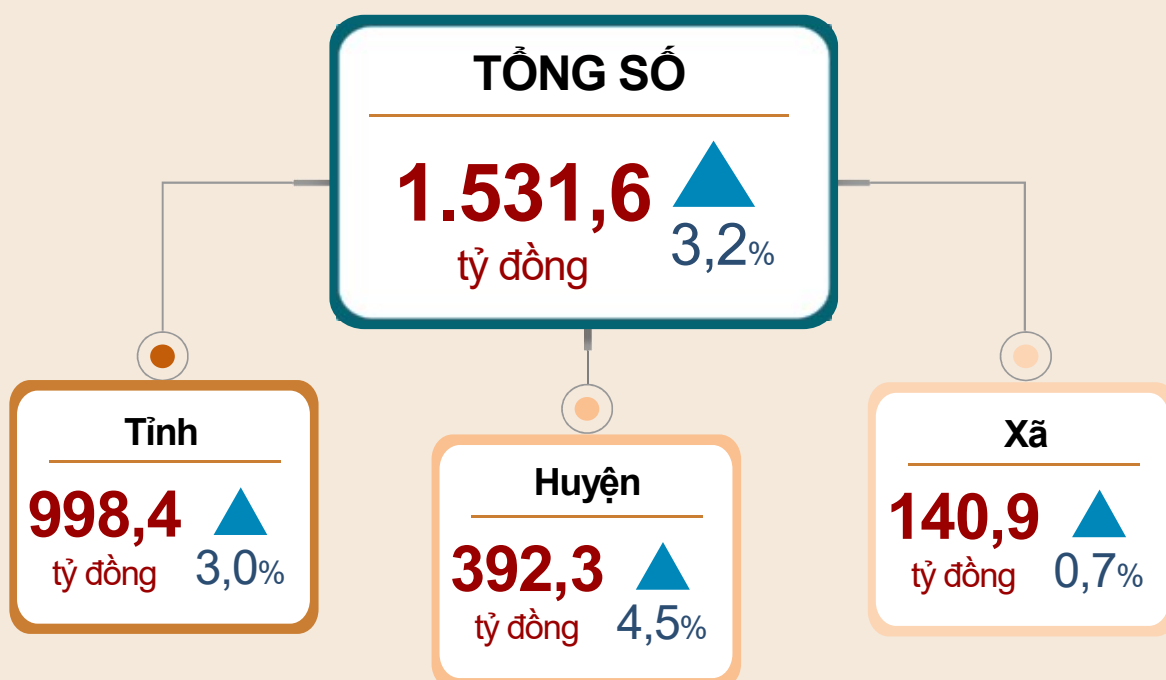 TỔNG SỐ
1.531,6
3,2%
tỷ đồng
Tỉnh
998,4
3,0%
tỷ đồng
Huyện
392,3
4,5%
tỷ đồng
Xã
140,9
0,7%
tỷ đồng